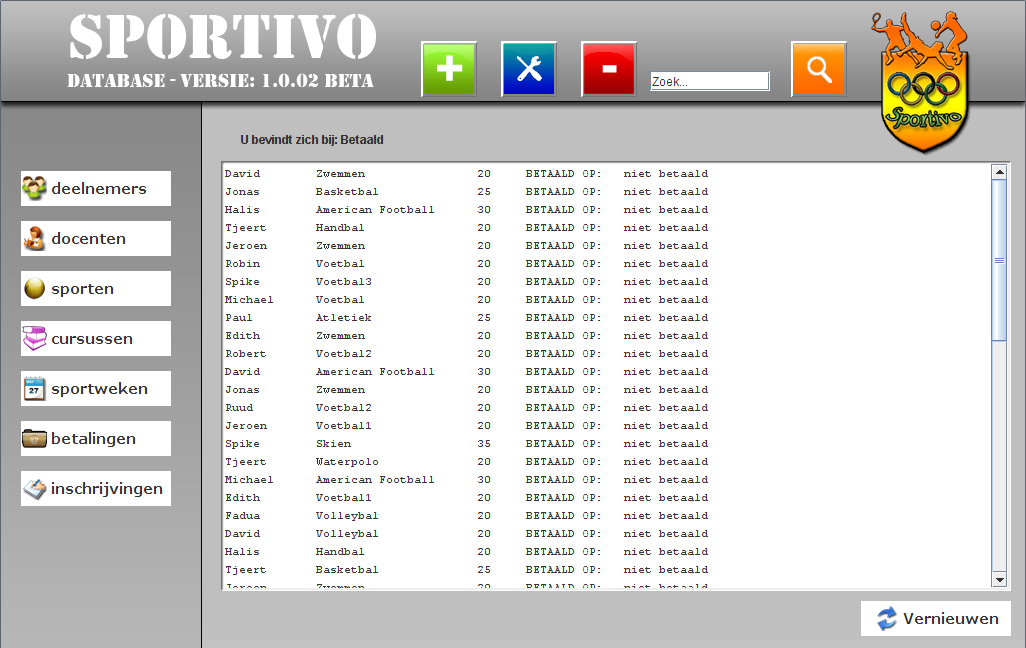 SPORTIVO
DATABASE - VERSIE: 1.0.02 BETA
Zoek...
Sportivo
U bevindt zich bij: Betaald
deelnemers
docenten
sporten
cursussen
27
sportweken
betalingen
inschrijvingen
David Zwemmen 20 BETAALD OP: niet betaald
Jonas Basketbal 25 BETAALD OP: niet betaald
Halis American Football 30 BETAALD OP: niet betaald
Tjeert Handbal 20 BETAALD OP: niet betaald
Jeroen Zwemmen 20 BETAALD OP: niet betaald
Robin Voetbal 20 BETAALD OP: niet betaald
Spike Voetbal3 20 BETAALD OP: niet betaald
Michael Voetbal 20 BETAALD OP: niet betaald
Paul Atletiek 25 BETAALD OP: niet betaald
Edith Zwemmen 20 BETAALD OP: niet betaald
Robert Voetbal2 20 BETAALD OP: niet betaald
David American Football 30 BETAALD OP: niet betaald
Jonas Zwemmen 20 BETAALD OP: niet betaald
Ruud Voetbal2 20 BETAALD OP: niet betaald
Jeroen Voetbal1 20 BETAALD OP: niet betaald
Spike Skien 35 BETAALD OP: niet betaald
Tjeert Waterpolo 20 BETAALD OP: niet betaald
Michael American Football 30 BETAALD OP: niet betaald
Edith Voetbal1 20 BETAALD OP: niet betaald
Fadua Volleybal 20 BETAALD OP: niet betaald
David Volleybal 20 BETAALD OP: niet betaald
Halis Handbal 20 BETAALD OP: niet betaald
Tjeert Basketbal 25 BETAALD OP: niet betaald
Jeroen Zwemmen 20 BETAALD OP: niet betaald
Vernieuwen